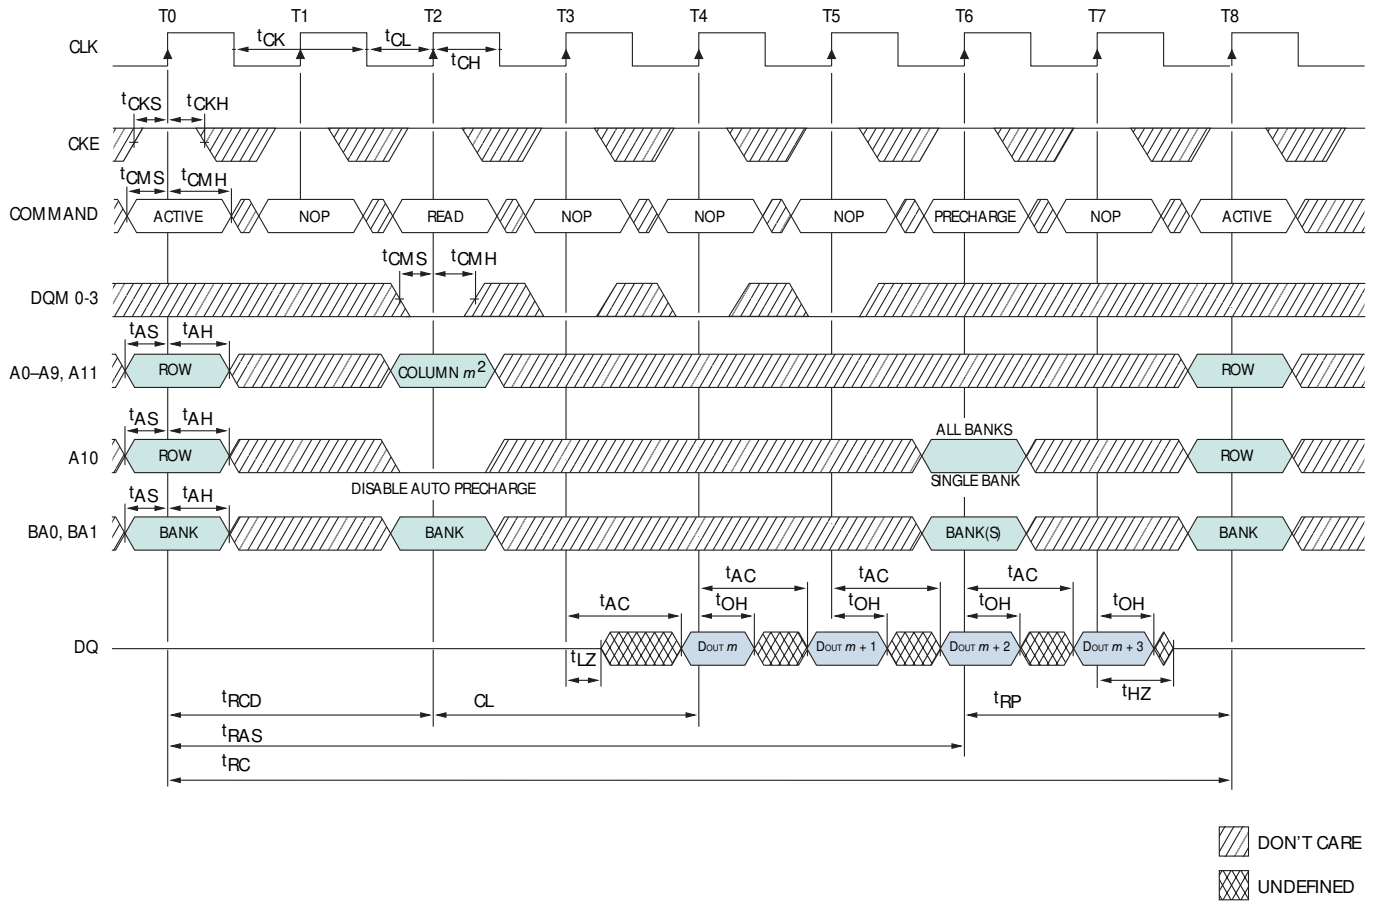 T0 T1 T2 T3 T4 T5 T6 T7 T8
CLK
tCK tCL tCH
tCKS tCKH
CKE
tCMS tCMH
COMMAND ACTIVE NOP READ NOP NOP NOP PRECHARGE NOP ACTIVE
tCMS tCMH
DQM 0-3
tAS tAH
A0–A9, A11 ROW COLUMN m2 ROW
tAS tAH
ALL BANKS
A10 ROW ROW
DISABLE AUTO PRECHARGE SINGLE BANK
tAS tAH
BA0, BA1 BANK BANK BANK(S) BANK
tAC tAC tAC tAC
tOH tOH tOH tOH
DQ DOUT m DOUT m + 1 DOUT m + 2 DOUT m + 3
tLZ tHZ
tRCD CL tRP
tRAS
tRC
DON'T CARE
UNDEFINED